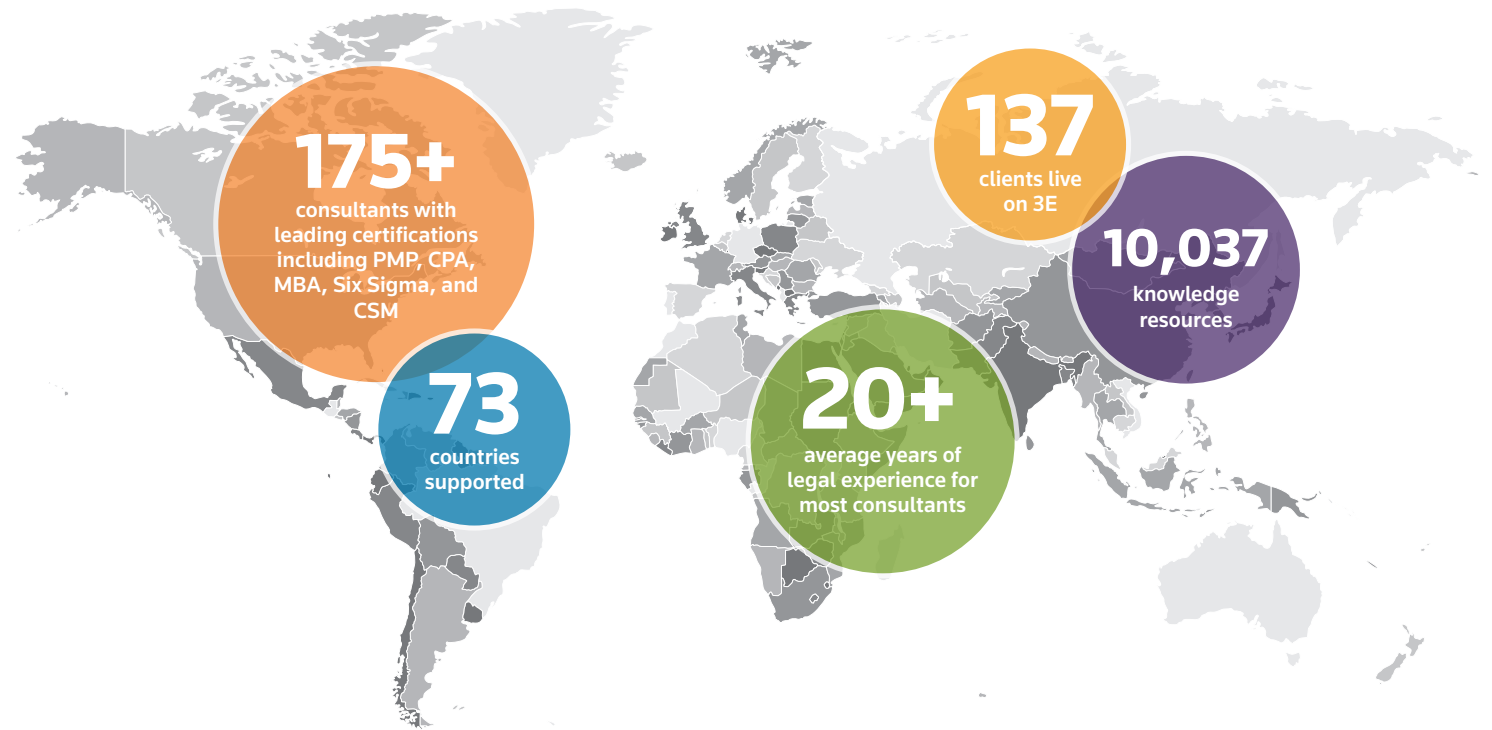 175+
consultants with
leading certifications
including PMP, CPA,
MBA, Six Sigma, and
CSM
73
countries
supported
137
clients live
on 3E
10,037
knowledge
resources
20+
average years of
legal experience for
most consultants